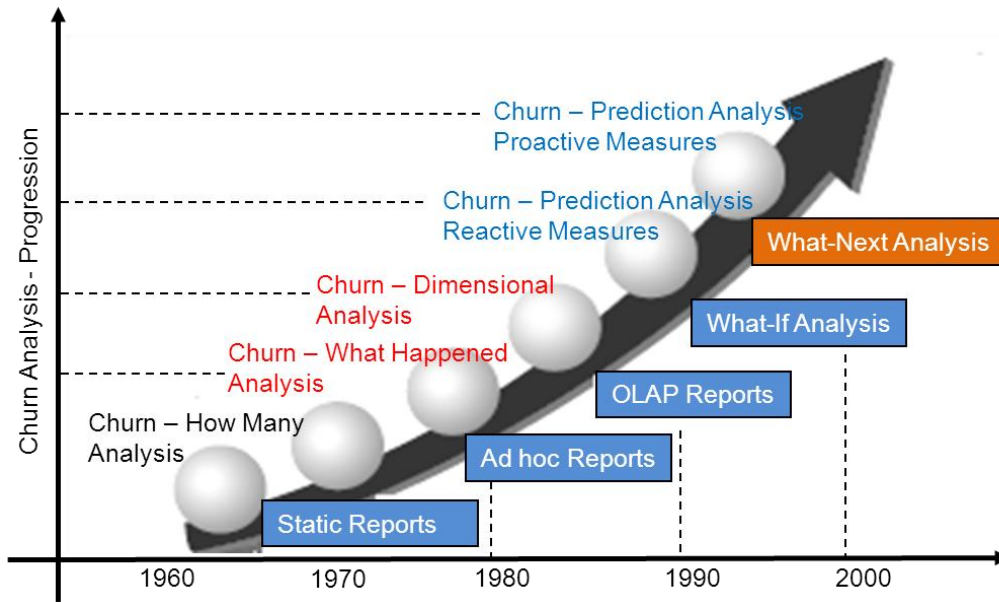 Churn Analysis - Progression
Churn – Prediction Analysis
Proactive Measures
Churn – Prediction Analysis
Reactive Measures
What-Next Analysis
Churn – Dimensional
Analysis
What-If Analysis
Churn – What Happened
Analysis
OLAP Reports
Churn – How Many
Analysis
Ad hoc Reports
Static Reports
1960
1970
1980
1990
2000